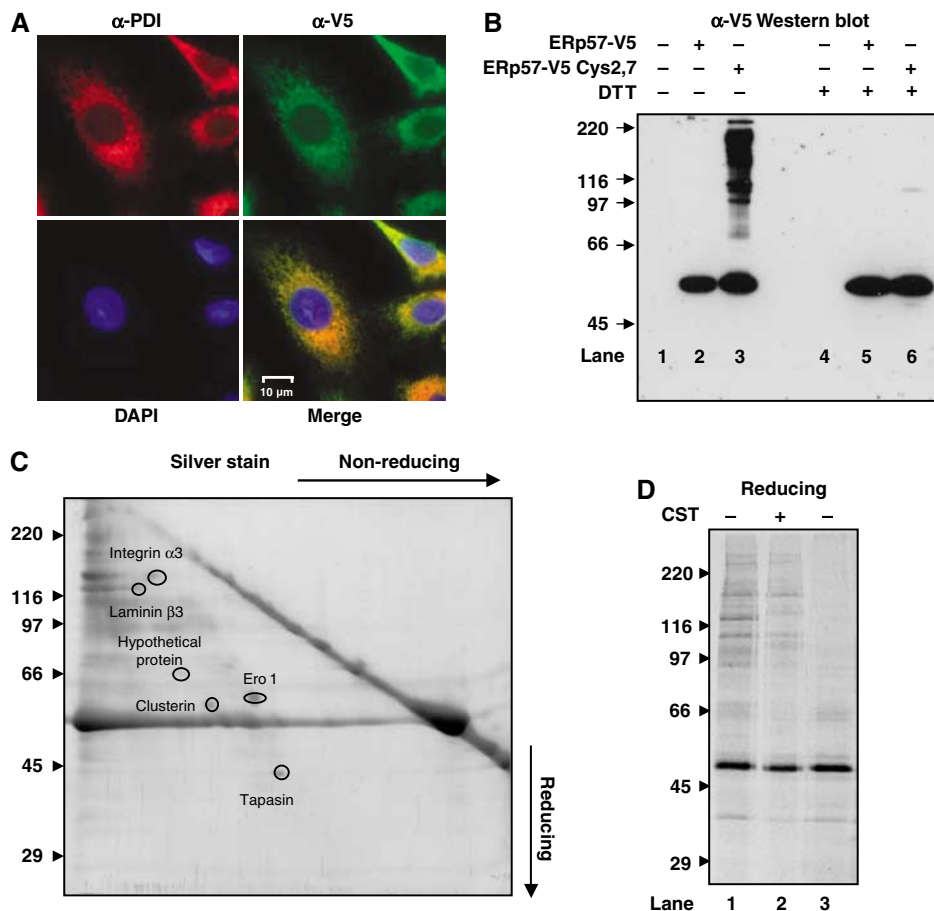 A
α-PDI
α-V5
DAPI
Merge
10 µm
B
α-V5 Western blot
ERp57-V5 – + – – + –
ERp57-V5 Cys2,7 – – + – – +
DTT – – – + + +
220
116
97
66
45
Lane 1 2 3 4 5 6
C
Silver stain
Non-reducing
220
116
97
66
45
29
Integrin α3
Laminin β3
Hypothetical
protein
Clusterin
Ero 1
Tapasin
Reducing
D
Reducing
CST – + –
220
116
97
66
45
29
Lane 1 2 3